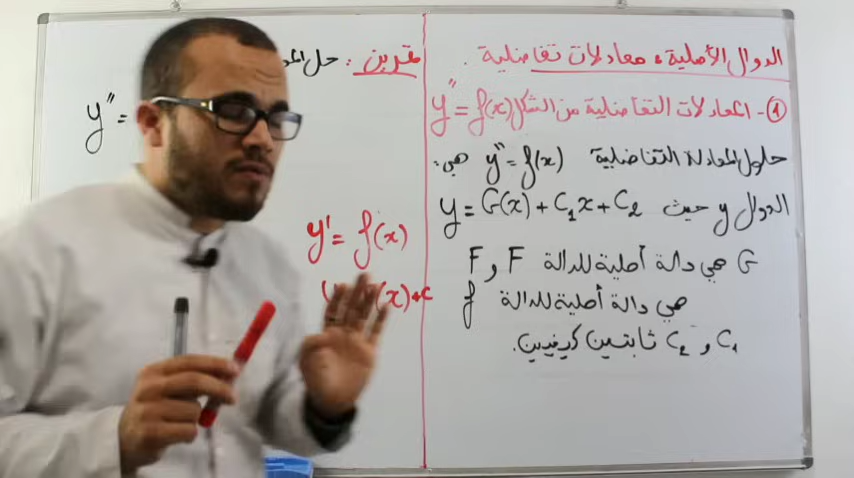 الدوال الأصلية و معادلات تفاضلية.
① - المعادلات التفاضلية من الشكل y″ = f(x)
حلول المعادلة التفاضلية y″ = f(x) هي:
الدوال y حيث y = G(x) + C₁x + C₂
G هي دالة أصلية للدالة F و F
هي دالة أصلية للدالة f
C₁ و C₂ ثابتين كيفيين.
تمرين: حل
y″ =
y′ = f(x)
(x)+c